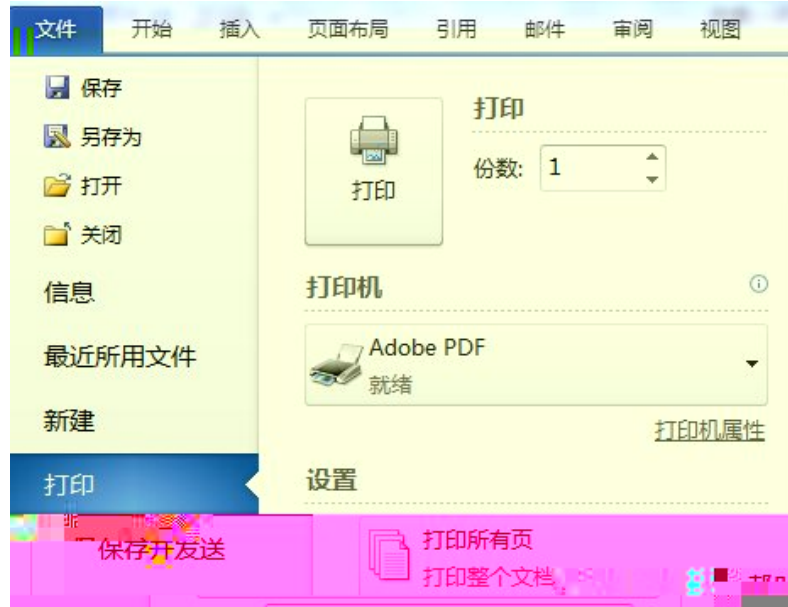 文件 开始 插入 页面布局 引用 邮件 审阅 视图
保存
另存为
打开
关闭
信息
最近所用文件
新建
打印
保存并发送
打印
打印
份数: 1
打印机
Adobe PDF
就绪
打印机属性
设置
打印所有页
打印整个文档